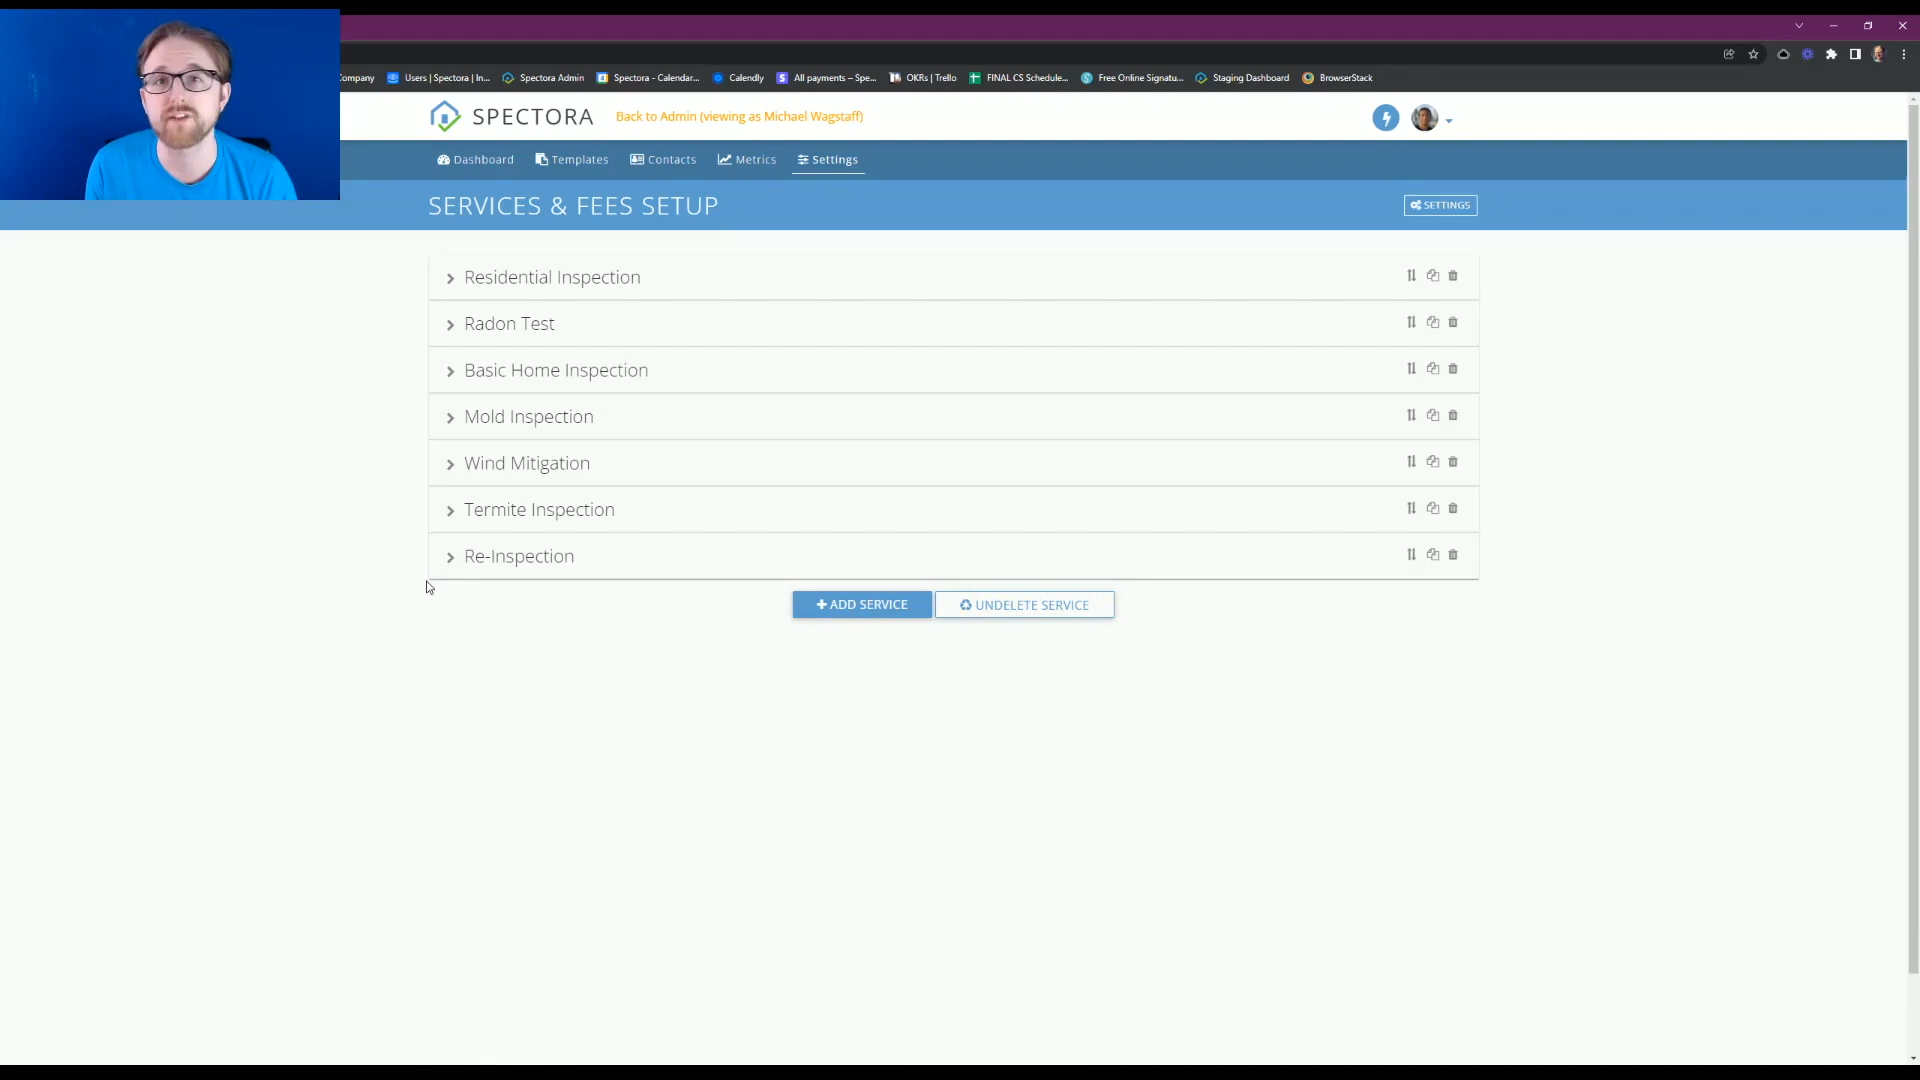 Company
Users | Spectora | In...
Spectora Admin
Spectora - Calendar...
Calendly
All payments – Spe...
OKRs | Trello
FINAL CS Schedule...
Free Online Signatu...
Staging Dashboard
BrowserStack
SPECTORA
Back to Admin (viewing as Michael Wagstaff)
Dashboard
Templates
Contacts
Metrics
Settings
SERVICES & FEES SETUP
SETTINGS
Residential Inspection
Radon Test
Basic Home Inspection
Mold Inspection
Wind Mitigation
Termite Inspection
Re-Inspection
+ ADD SERVICE
UNDELETE SERVICE